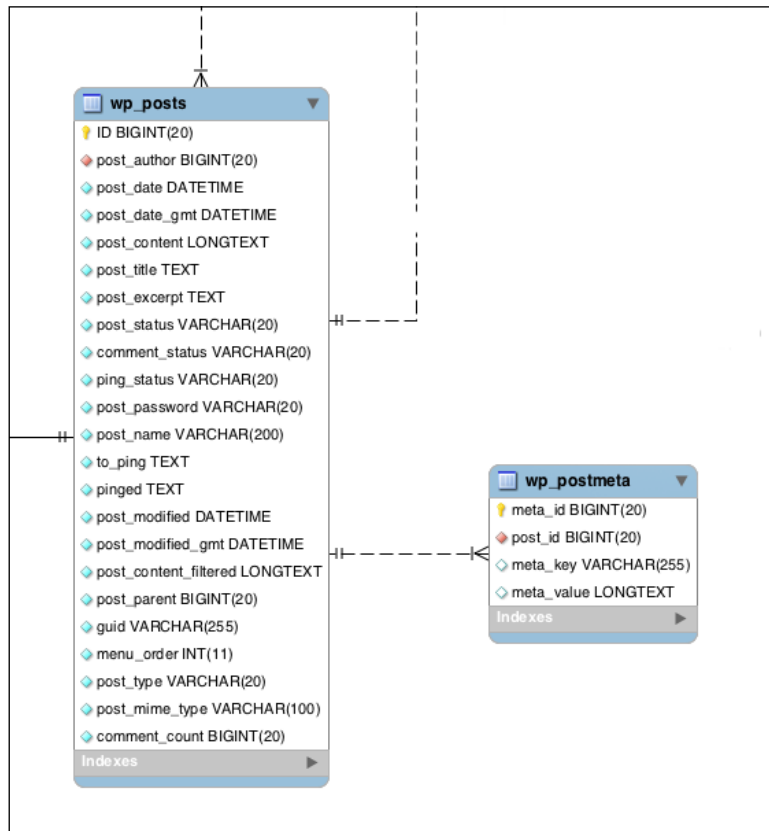 wp_posts
ID BIGINT(20)
post_author BIGINT(20)
post_date DATETIME
post_date_gmt DATETIME
post_content LONGTEXT
post_title TEXT
post_excerpt TEXT
post_status VARCHAR(20)
comment_status VARCHAR(20)
ping_status VARCHAR(20)
post_password VARCHAR(20)
post_name VARCHAR(200)
to_ping TEXT
pinged TEXT
post_modified DATETIME
post_modified_gmt DATETIME
post_content_filtered LONGTEXT
post_parent BIGINT(20)
guid VARCHAR(255)
menu_order INT(11)
post_type VARCHAR(20)
post_mime_type VARCHAR(100)
comment_count BIGINT(20)
Indexes
wp_postmeta
meta_id BIGINT(20)
post_id BIGINT(20)
meta_key VARCHAR(255)
meta_value LONGTEXT
Indexes